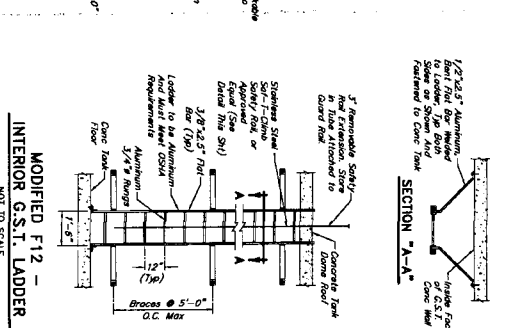 1/2"x2.5" Aluminum,
Bent Flat Bar Welded
to Ladder, Typ Both
Sides as Shown And
Fastened to Conc Tank
SECTION "A-A"
Inside Fac
of G.S.T.
Conc Wall
3' Removable Safety
Rail Extension. Store
in Tube Attached to
Guard Rail.
Concrete Tank
Dome Roof
Stainless Steel
Saf-T-Climb
Safety Rail, or
Approved
Equal (See
Detail This Sht)
3/8"x2.5" Flat
Bar (Typ)
Ladder to be Aluminum
And Must Meet OSHA
Requirements
Aluminum
3/4"ø Rungs
Conc Tank
Floor
A
A
12"
(Typ)
1'-6"
Braces @ 5'-0"
O.C. Max
MODIFIED F12 -
INTERIOR G.S.T. LADDER
NOT TO SCALE